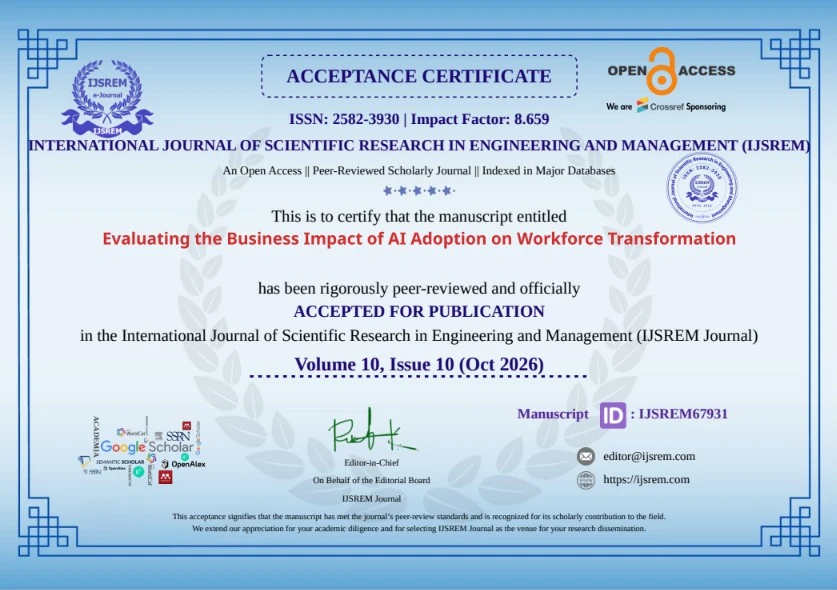 IJSREM
e-Journal
IJSREM
ACCEPTANCE CERTIFICATE
OPEN ACCESS
We are Crossref Sponsoring
ISSN: 2582-3930 | Impact Factor: 8.659
INTERNATIONAL JOURNAL OF SCIENTIFIC RESEARCH IN ENGINEERING AND MANAGEMENT (IJSREM)
An Open Access || Peer-Reviewed Scholarly Journal || Indexed in Major Databases
This is to certify that the manuscript entitled
Evaluating the Business Impact of AI Adoption on Workforce Transformation
has been rigorously peer-reviewed and officially
ACCEPTED FOR PUBLICATION
in the International Journal of Scientific Research in Engineering and Management (IJSREM Journal)
Volume 10, Issue 10 (Oct 2026)
Manuscript ID : IJSREM67931
ACADEMIA
WorldCat
SSRN
Google Scholar
SEMANTIC SCHOLAR
OpenAlex
editor@ijsrem.com
https://ijsrem.com
Editor-in-Chief
On Behalf of the Editorial Board
IJSREM Journal
This acceptance signifies that the manuscript has met the journal's peer-review standards and is recognized for its scholarly contribution to the field.
We extend our appreciation for your academic diligence and for selecting IJSREM Journal as the venue for your research dissemination.